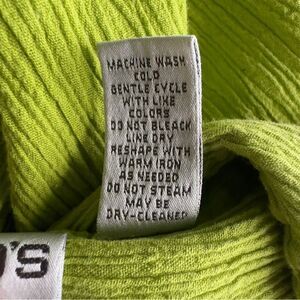 MACHINE WASH
COLD
GENTLE CYCLE
WITH LIKE
COLORS
DO NOT BLEACH
LINE DRY
RESHAPE WITH
WARM IRON
AS NEEDED
DO NOT STEAM
MAY BE
DRY-CLEANED
'S